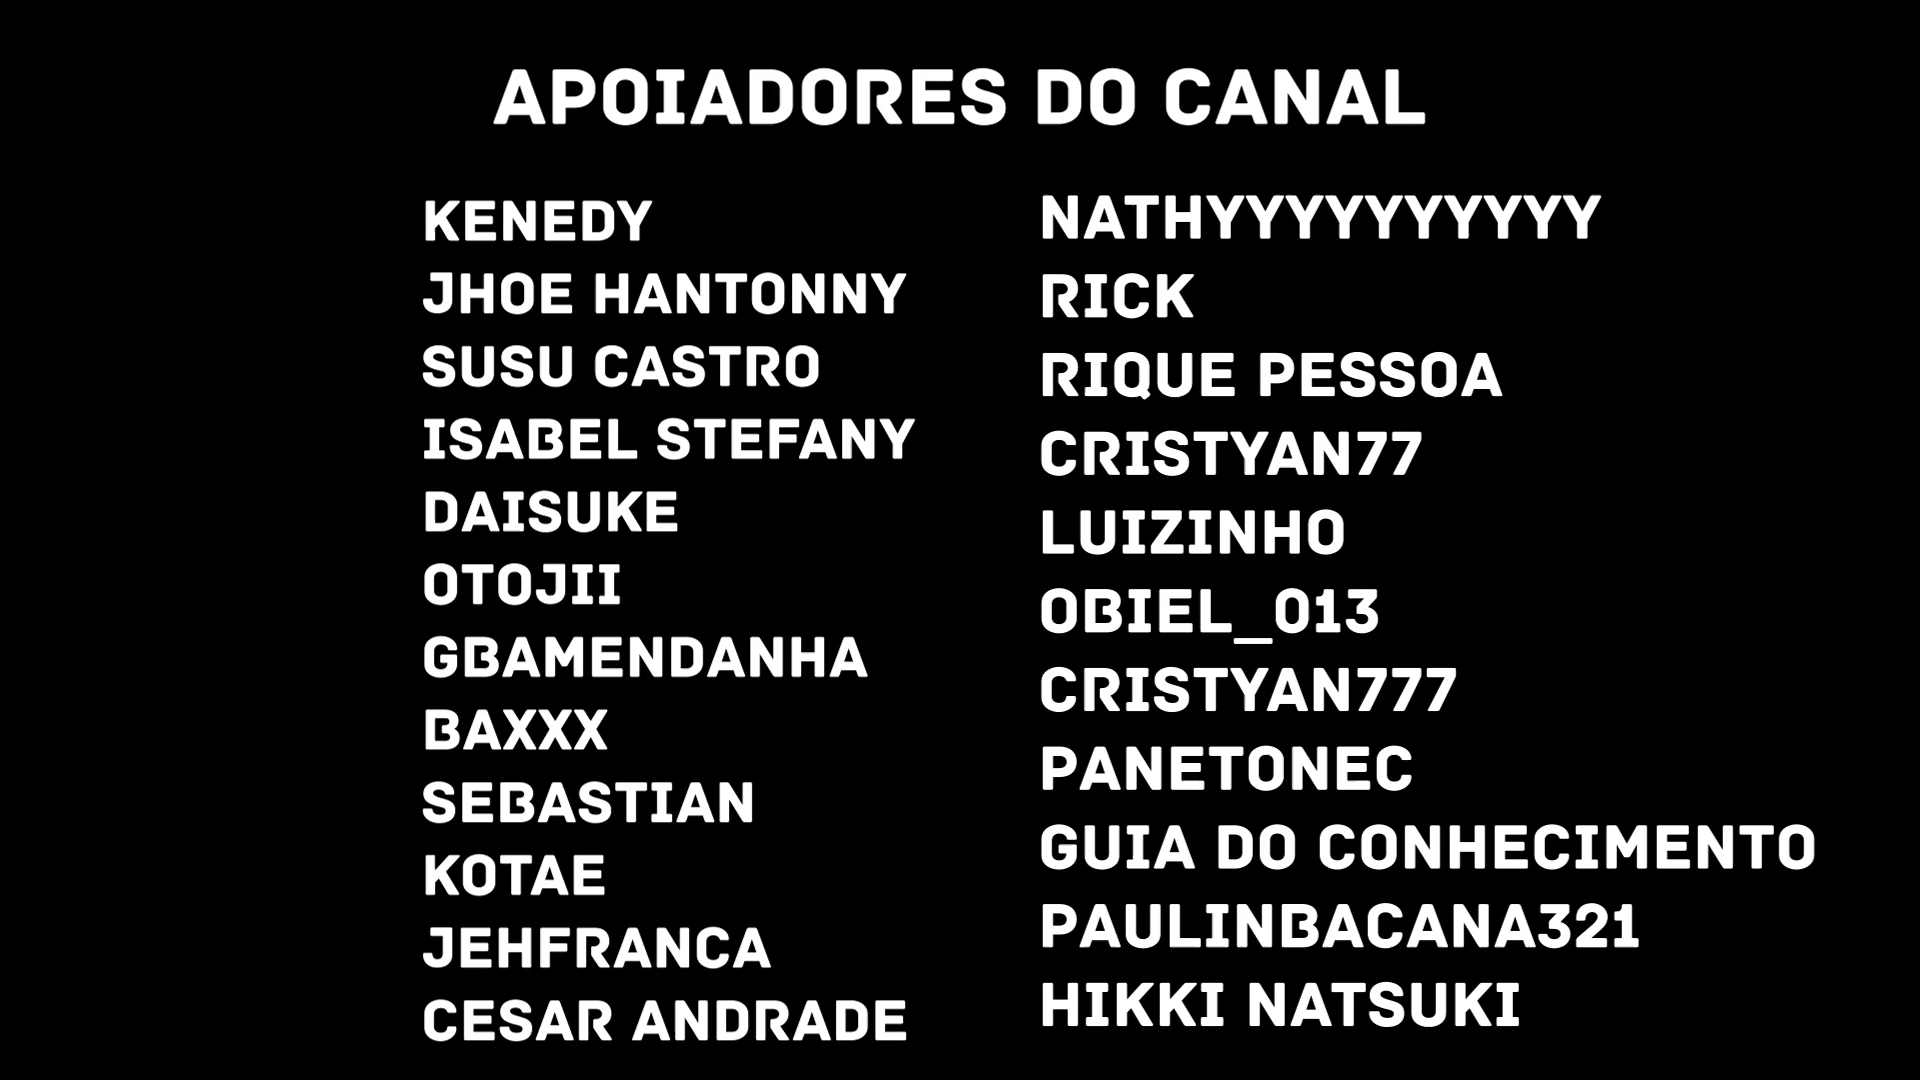 APOIADORES DO CANAL
KENEDY
JHOE HANTONNY
SUSU CASTRO
ISABEL STEFANY
DAISUKE
OTOJII
GBAMENDANHA
BAXXX
SEBASTIAN
KOTAE
JEHFRANCA
CESAR ANDRADE
NATHYYYYYYYYYY
RICK
RIQUE PESSOA
CRISTYAN77
LUIZINHO
OBIEL_013
CRISTYAN777
PANETONEC
GUIA DO CONHECIMENTO
PAULINBACANA321
HIKKI NATSUKI